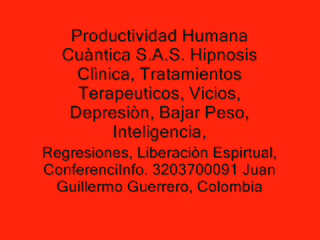 Productividad Humana
Cuàntica S.A.S. Hipnosis
Clìnica, Tratamientos
Terapeuticos, Vicios,
Depresiòn, Bajar Peso,
Inteligencia,
Regresiones, Liberaciòn Espirtual,
ConferenciInfo. 3203700091 Juan
Guillermo Guerrero, Colombia